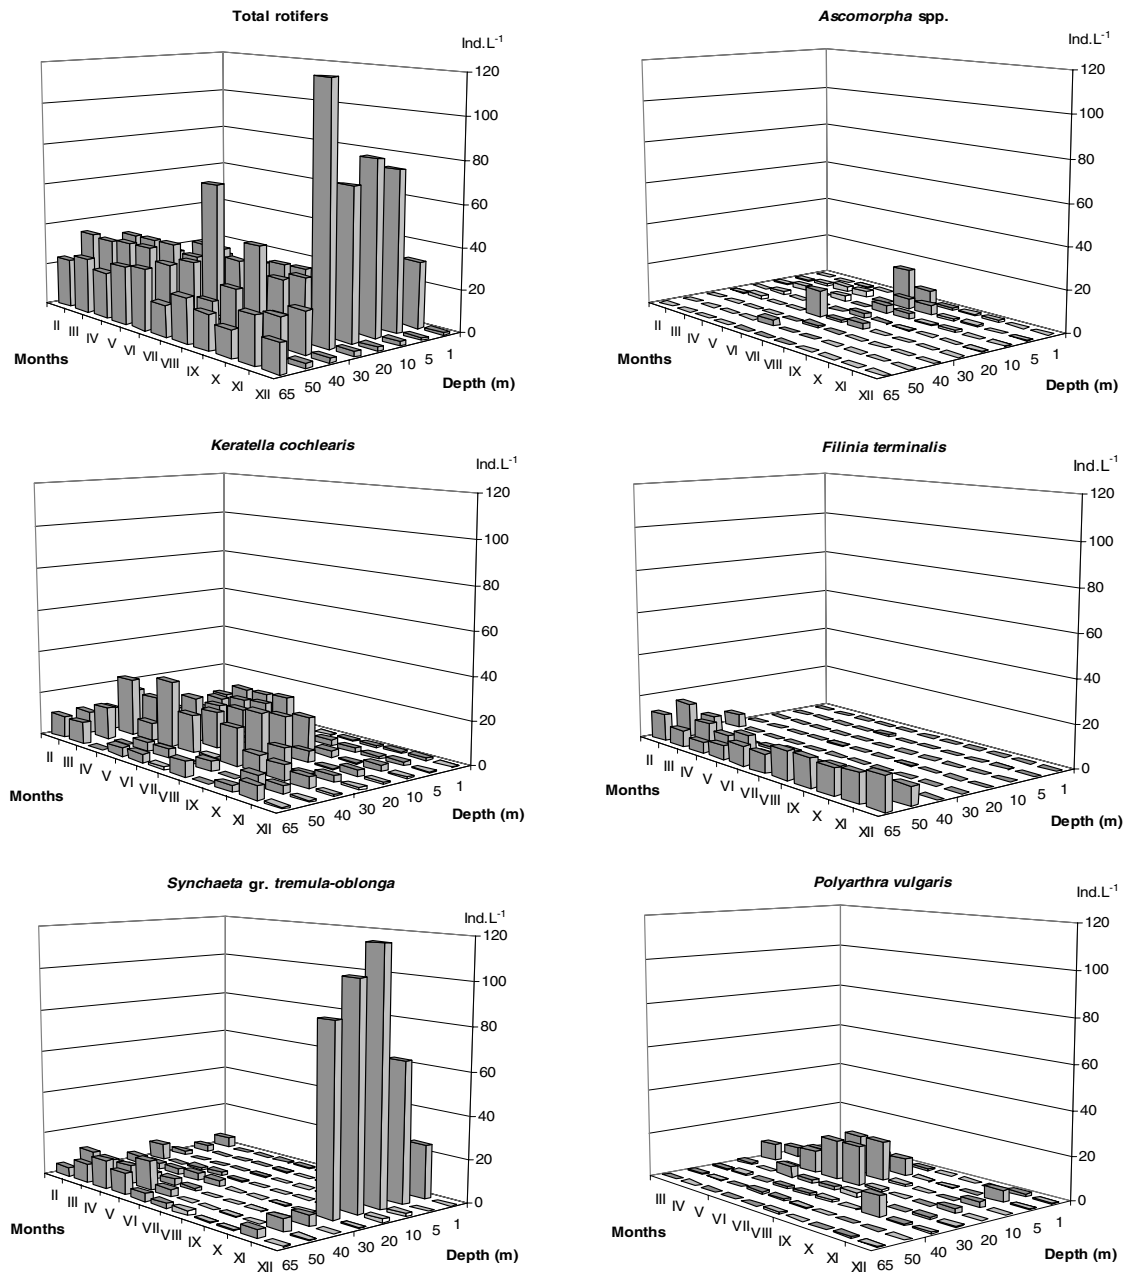 Total rotifers
Ind.L-1
120
100
80
60
40
20
0
II III IV V VI VII VIII IX X XI XII
65 50 40 30 20 10 5 1
Months
Depth (m)
Ascomorpha spp.
Ind.L-1
120
100
80
60
40
20
0
II III IV V VI VII VIII IX X XI XII
65 50 40 30 20 10 5 1
Months
Depth (m)
Keratella cochlearis
Ind.L-1
120
100
80
60
40
20
0
II III IV V VI VII VIII IX X XI XII
65 50 40 30 20 10 5 1
Months
Depth (m)
Filinia terminalis
Ind.L-1
120
100
80
60
40
20
0
II III IV V VI VII VIII IX X XI XII
65 50 40 30 20 10 5 1
Months
Depth (m)
Synchaeta gr. tremula-oblonga
Ind.L-1
120
100
80
60
40
20
0
II III IV V VI VII VIII IX X XI XII
65 50 40 30 20 10 5 1
Months
Depth (m)
Polyarthra vulgaris
Ind.L-1
120
100
80
60
40
20
0
III IV V VI VII VIII IX X XI XII
65 50 40 30 20 10 5 1
Months
Depth (m)